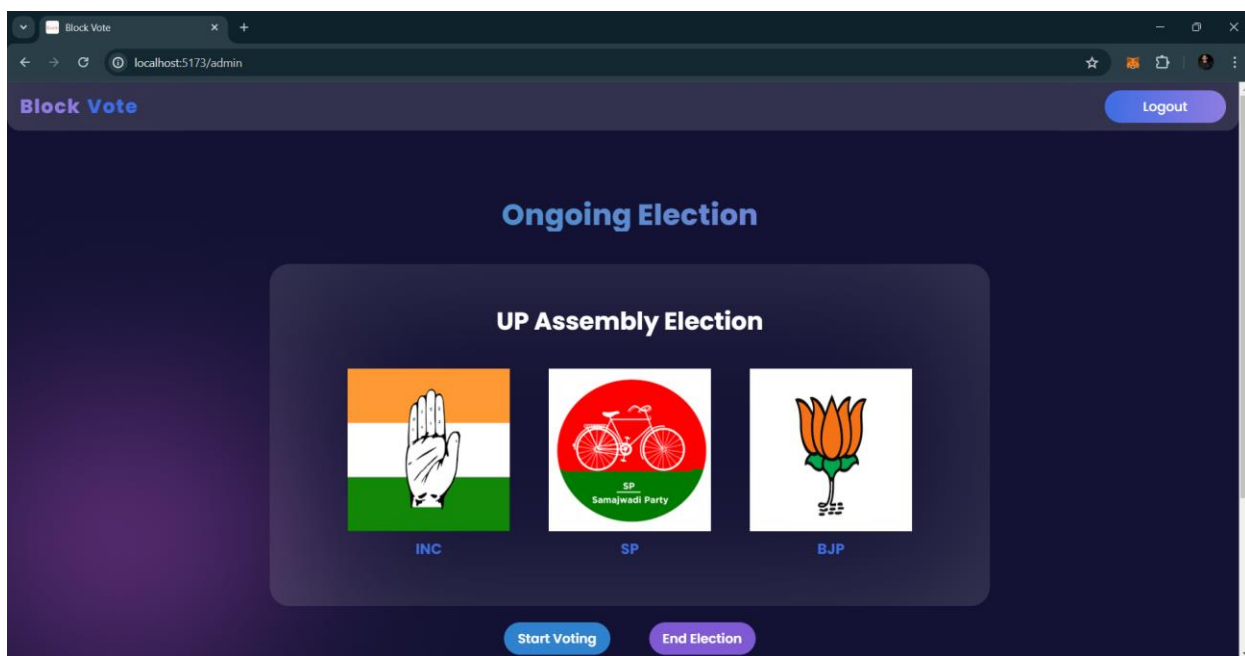 Block Vote
localhost:5173/admin
Block Vote
Logout
Ongoing Election
UP Assembly Election
SP
Samajwadi Party
INC
SP
BJP
Start Voting
End Election